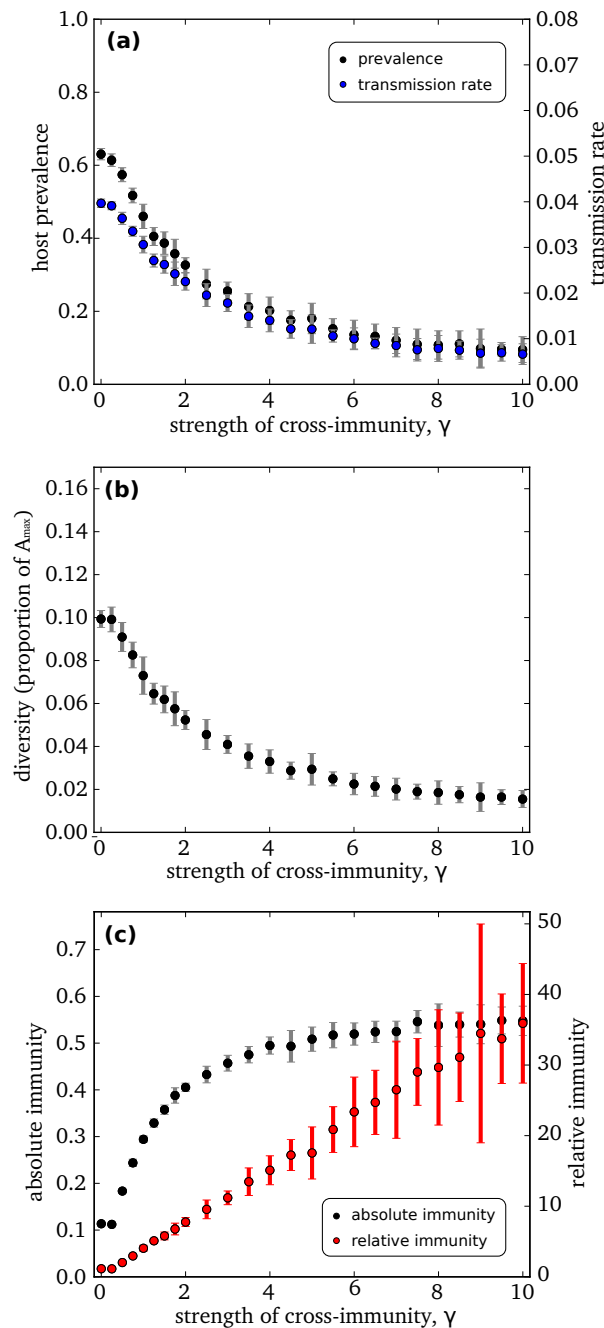 (a)
prevalence
transmission rate
host prevalence
transmission rate
1.0
0.8
0.6
0.4
0.2
0.0
0.08
0.07
0.06
0.05
0.04
0.03
0.02
0.01
0.00
0 2 4 6 8 10
strength of cross-immunity, γ
(b)
diversity (proportion of Amax)
0.16
0.14
0.12
0.10
0.08
0.06
0.04
0.02
0.00
0 2 4 6 8 10
strength of cross-immunity, γ
(c)
absolute immunity
relative immunity
0.7
0.6
0.5
0.4
0.3
0.2
0.1
0.0
50
40
30
20
10
0
absolute immunity
relative immunity
0 2 4 6 8 10
strength of cross-immunity, γ